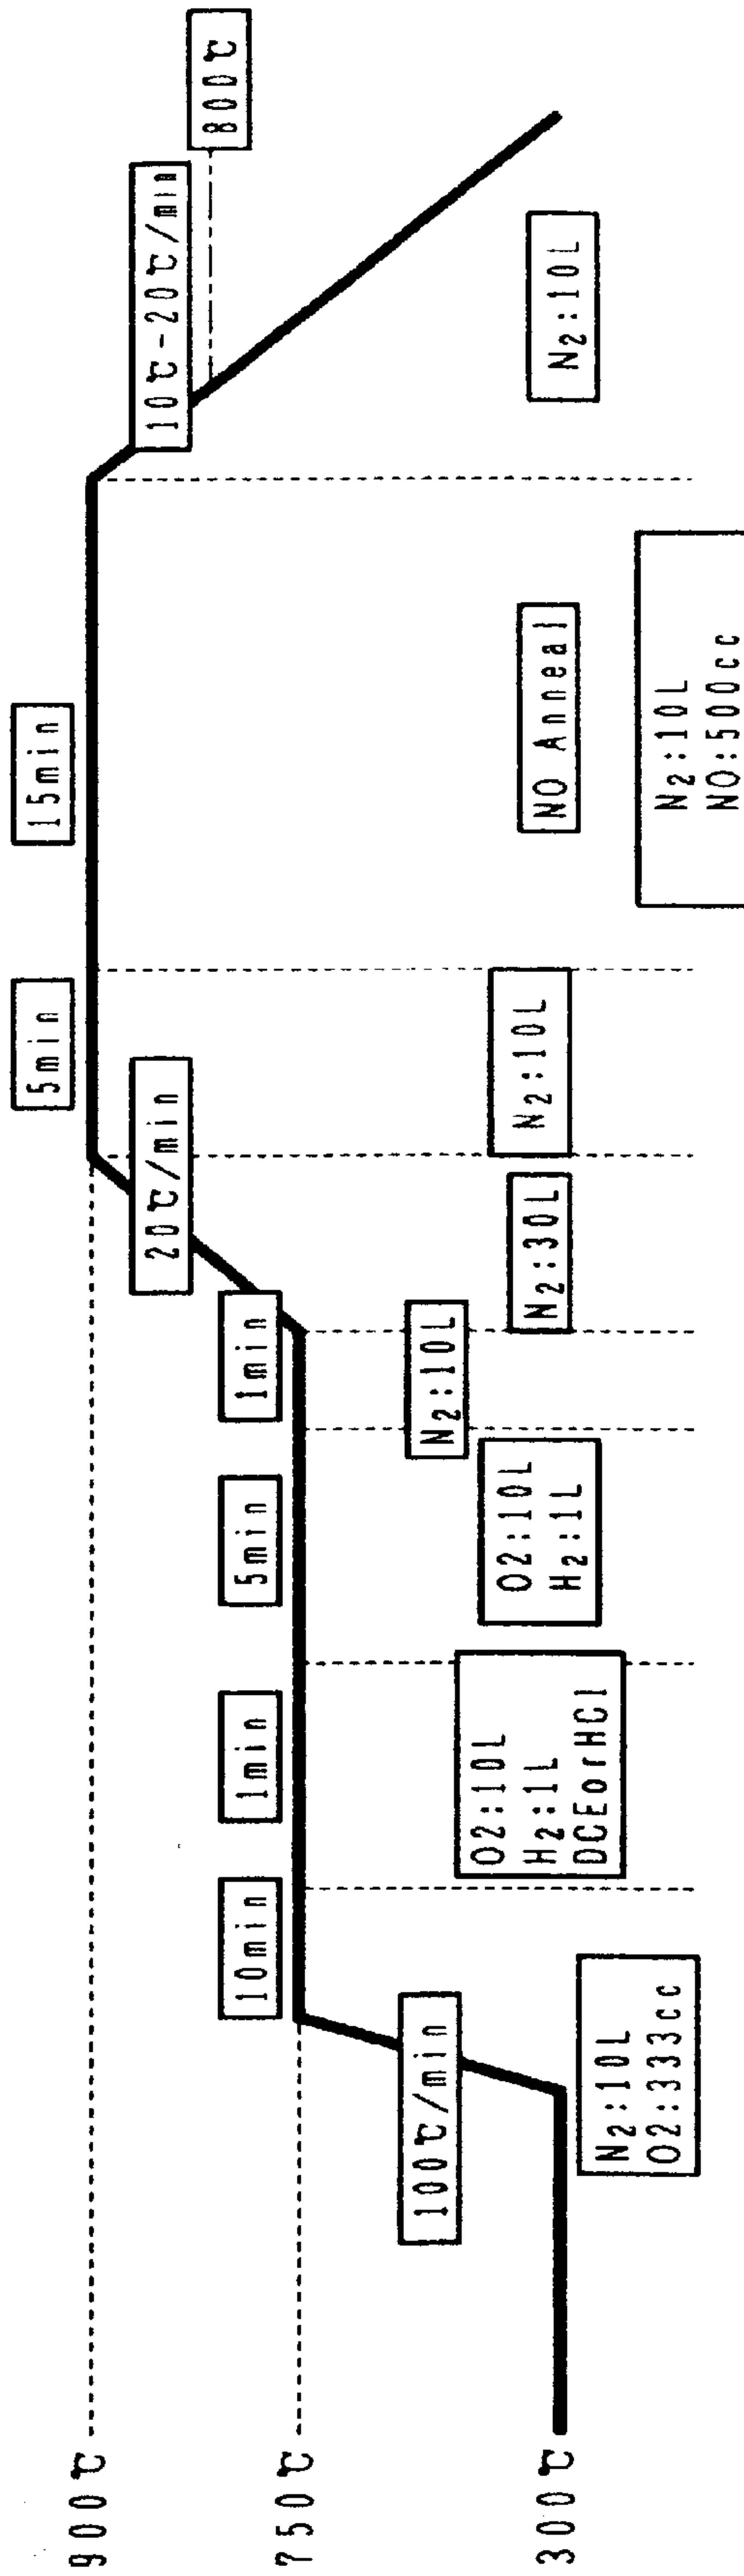 900℃
750℃
300℃
100℃/min
10min
1min
5min
1min
20℃/min
5min
15min
10℃-20℃/min
800℃
N2:10L
O2:333cc
O2:10L
H2:1L
DCEorHCl
O2:10L
H2:1L
N2:10L
N2:30L
N2:10L
NO Anneal
N2:10L
NO:500cc
N2:10L